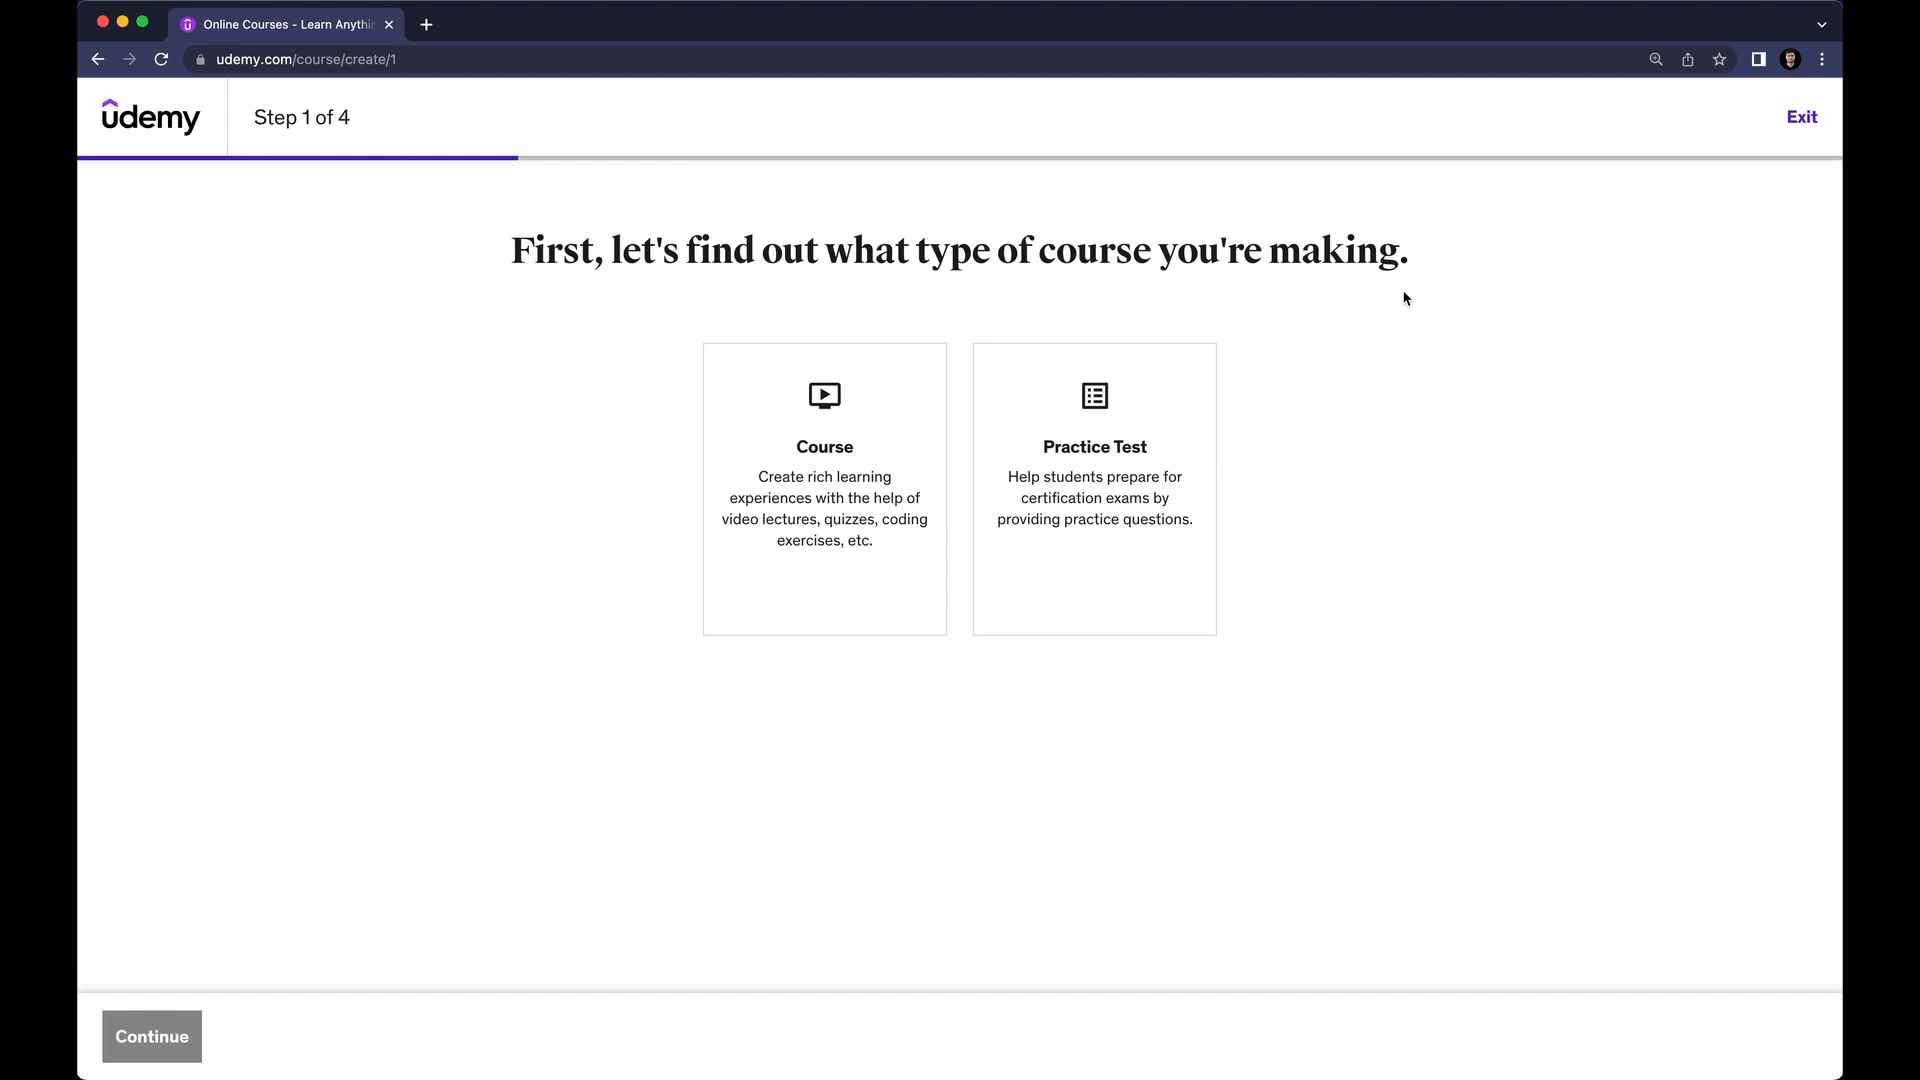 Online Courses - Learn Anythi
udemy.com/course/create/1
ûdemy
Step 1 of 4
Exit
First, let's find out what type of course you're making.
Course
Create rich learning
experiences with the help of
video lectures, quizzes, coding
exercises, etc.
Practice Test
Help students prepare for
certification exams by
providing practice questions.
Continue